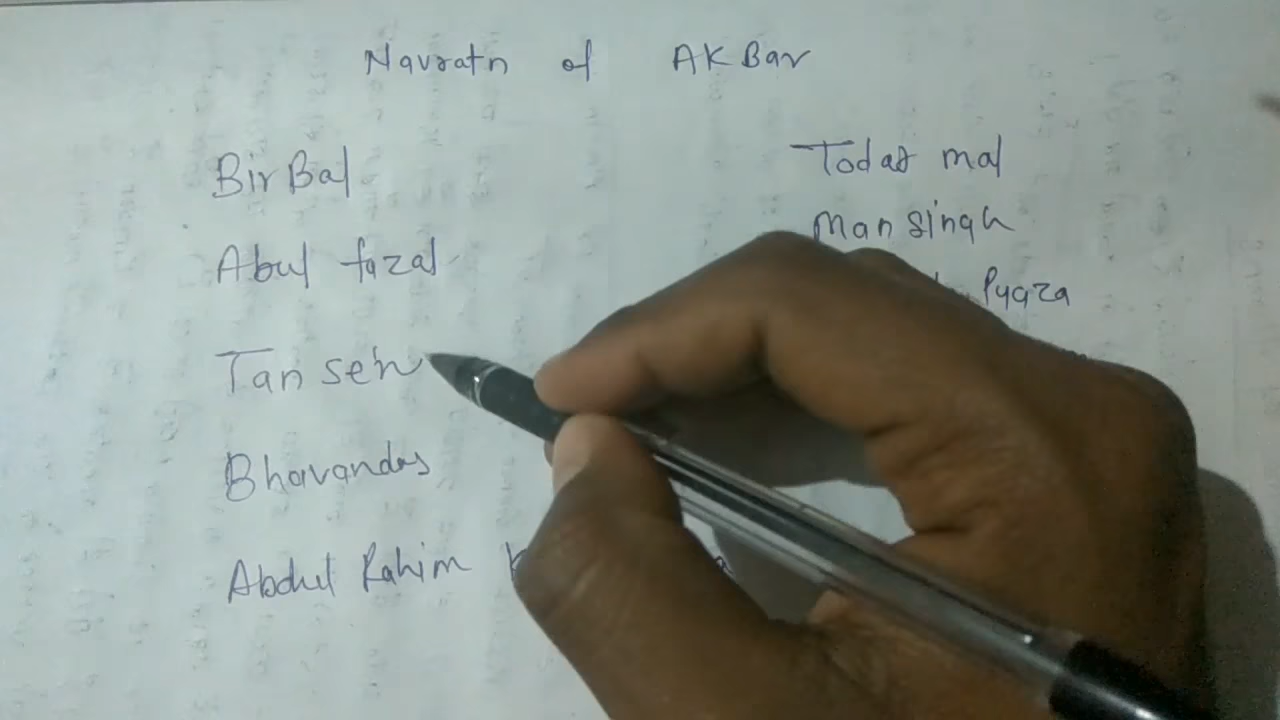 Navratn of AKBar
BirBal
Abul fazal
Tan sen
Bhavandas
Abdul Rahim
Todar mal
Man singh
Pyaza